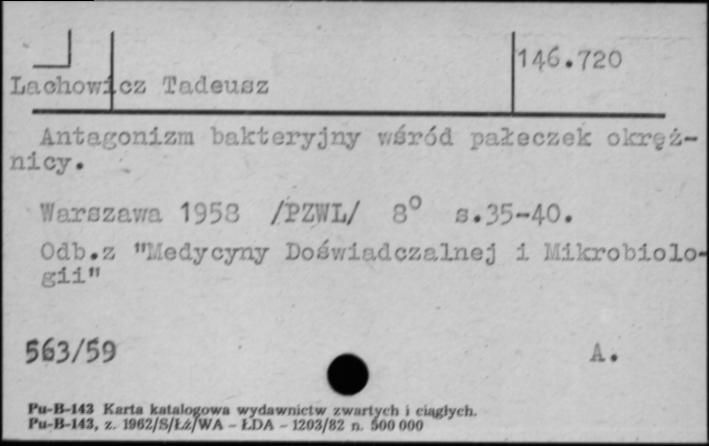 146.720
Lachowicz Tadeusz
Antagonizm bakteryjny wśród pałeczek okręż-
nicy.
Warszawa 1958 /PZWL/ 8° s.35-40.
Odb.z "Medycyny Doświadczalnej i Mikrobiolo-
gii"
563/59 A.
Pu-B-143 Karta katalogowa wydawnictw zwartych i ciągłych.
Pu-B-143, z. 1962/S/Łż/WA - ŁDA - 1203/82 n. 500 000